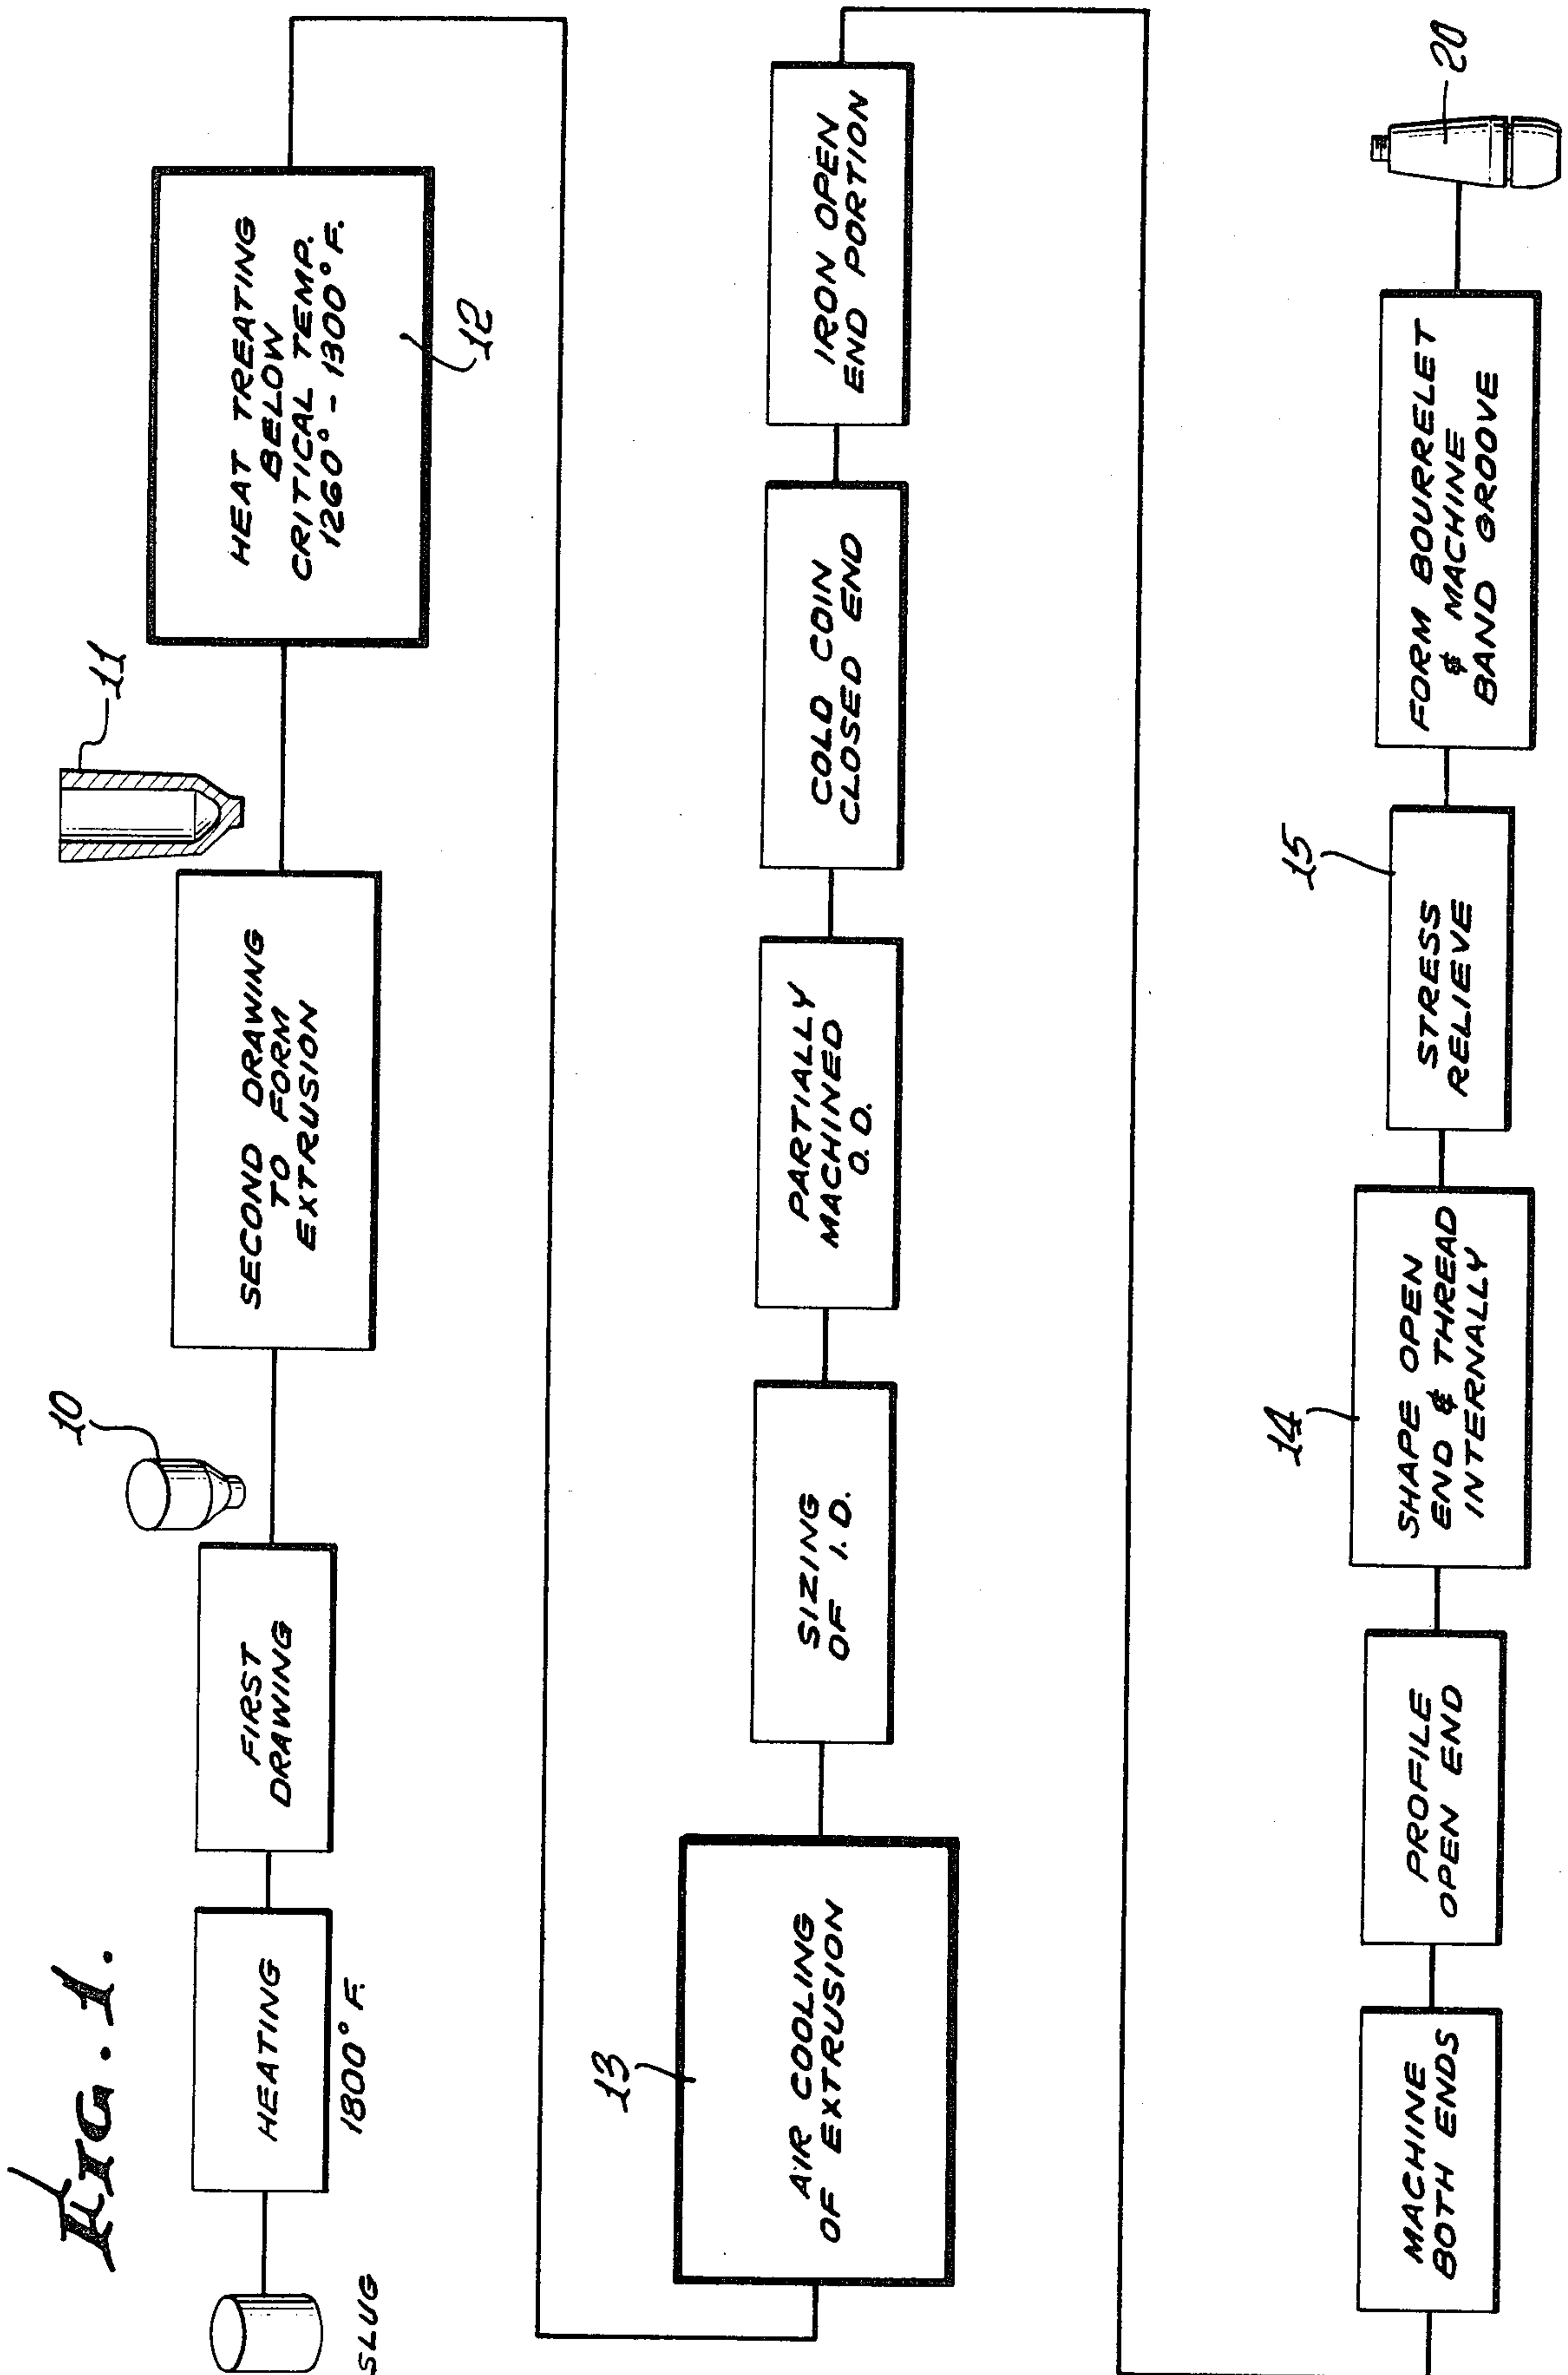 FIG. 1.
SLUG
HEATING
1800° F.
FIRST
DRAWING
10
SECOND DRAWING
TO FORM
EXTRUSION
11
HEAT TREATING
BELOW
CRITICAL TEMP.
1260° - 1300° F.
12
13
AIR COOLING
OF EXTRUSION
SIZING
OF I.D.
PARTIALLY
MACHINED
O.D.
COLD COIN
CLOSED END
IRON OPEN
END PORTION
MACHINE
BOTH ENDS
PROFILE
OPEN END
14
SHAPE OPEN
END & THREAD
INTERNALLY
15
STRESS
RELIEVE
FORM BOURRELET
& MACHINE
BAND GROOVE
20